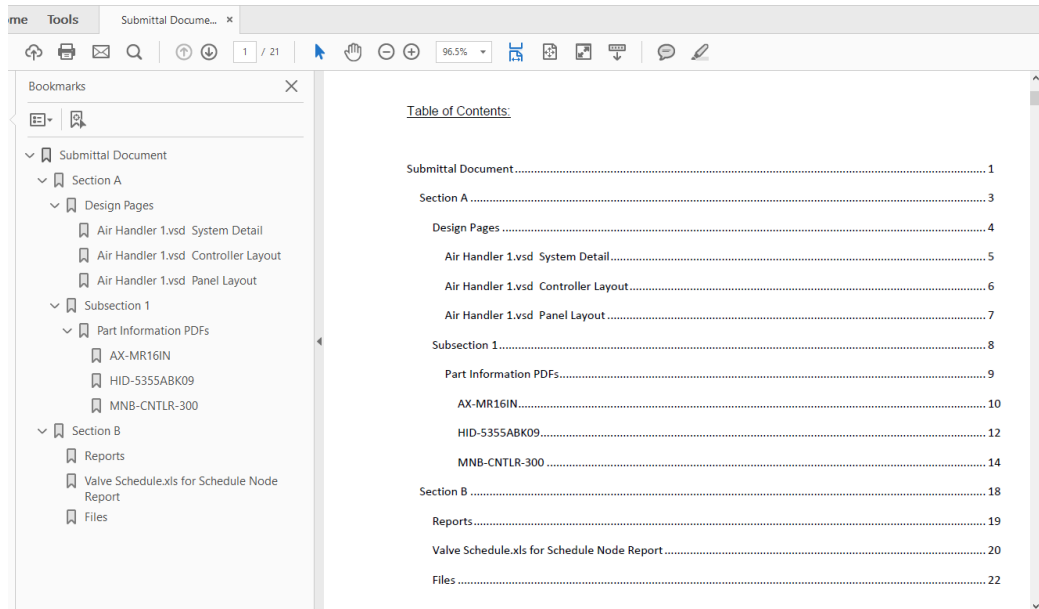 ome Tools Submittal Docume... ×
1 / 21 96.5%
Bookmarks
Submittal Document
Section A
Design Pages
Air Handler 1.vsd System Detail
Air Handler 1.vsd Controller Layout
Air Handler 1.vsd Panel Layout
Subsection 1
Part Information PDFs
AX-MR16IN
HID-5355ABK09
MNB-CNTLR-300
Section B
Reports
Valve Schedule.xls for Schedule Node
Report
Files
Table of Contents:
Submittal Document 1
Section A 3
Design Pages 4
Air Handler 1.vsd System Detail 5
Air Handler 1.vsd Controller Layout 6
Air Handler 1.vsd Panel Layout 7
Subsection 1 8
Part Information PDFs 9
AX-MR16IN 10
HID-5355ABK09 12
MNB-CNTLR-300 14
Section B 18
Reports 19
Valve Schedule.xls for Schedule Node Report 20
Files 22